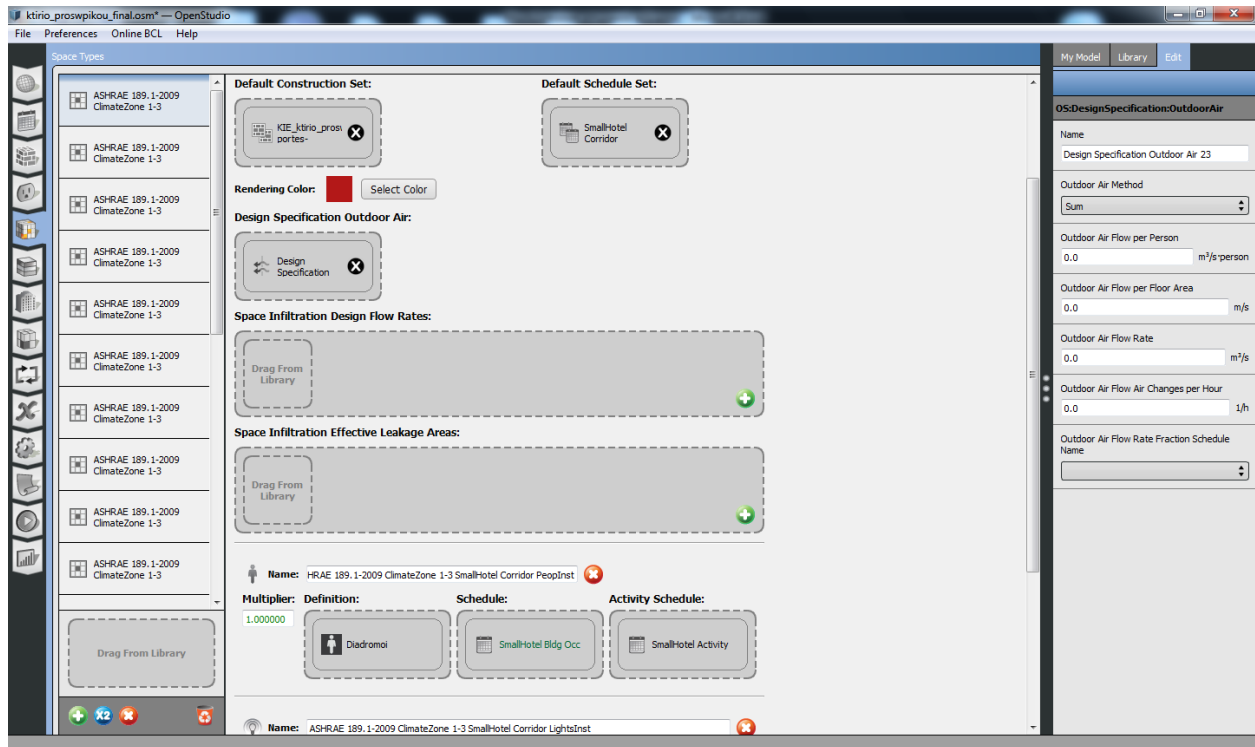 ktirio_proswpikou_final.osm* — OpenStudio
File Preferences Online BCL Help
Space Types
My Model Library Edit
ASHRAE 189.1-2009
ClimateZone 1-3
ASHRAE 189.1-2009
ClimateZone 1-3
ASHRAE 189.1-2009
ClimateZone 1-3
ASHRAE 189.1-2009
ClimateZone 1-3
ASHRAE 189.1-2009
ClimateZone 1-3
ASHRAE 189.1-2009
ClimateZone 1-3
ASHRAE 189.1-2009
ClimateZone 1-3
ASHRAE 189.1-2009
ClimateZone 1-3
ASHRAE 189.1-2009
ClimateZone 1-3
ASHRAE 189.1-2009
ClimateZone 1-3
Drag From Library
X2
Default Construction Set: Default Schedule Set:
KIE_ktirio_prosv
portes-
SmallHotel
Corridor
Rendering Color: Select Color
Design Specification Outdoor Air:
Design
Specification
Space Infiltration Design Flow Rates:
Drag From
Library
Space Infiltration Effective Leakage Areas:
Drag From
Library
Name: HRAE 189.1-2009 ClimateZone 1-3 SmallHotel Corridor PeopInst
Multiplier: Definition: Schedule: Activity Schedule:
1.000000 Diadromoi SmallHotel Bldg Occ SmallHotel Activity
Name: ASHRAE 189.1-2009 ClimateZone 1-3 SmallHotel Corridor LightsInst
OS:DesignSpecification:OutdoorAir
Name
Design Specification Outdoor Air 23
Outdoor Air Method
Sum
Outdoor Air Flow per Person
0.0 m³/s·person
Outdoor Air Flow per Floor Area
0.0 m/s
Outdoor Air Flow Rate
0.0 m³/s
Outdoor Air Flow Air Changes per Hour
0.0 1/h
Outdoor Air Flow Rate Fraction Schedule
Name